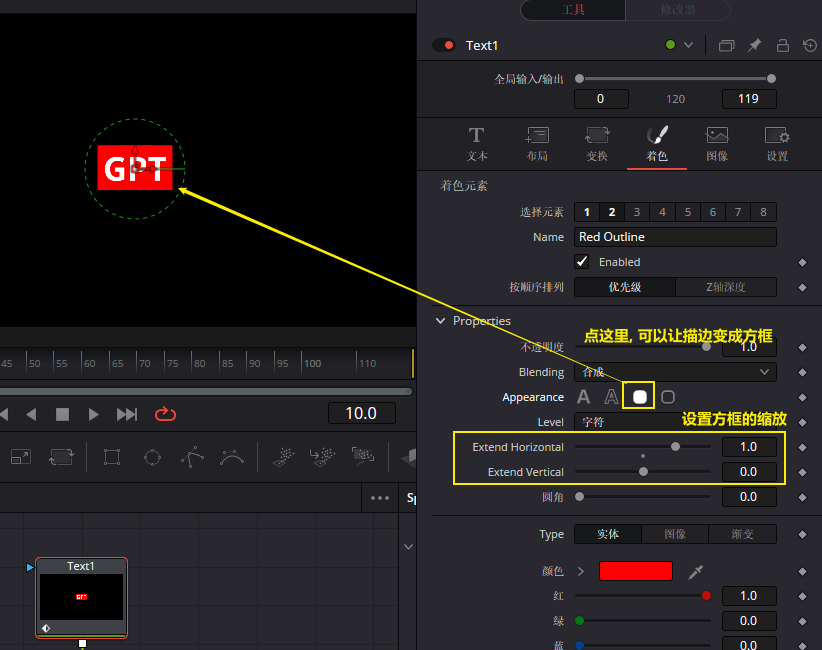 工具
修改器
Text1
全局输入/输出
0
120
119
文本
布局
变换
着色
图像
设置
着色元素
选择元素
1 2 3 4 5 6 7 8
Name
Red Outline
Enabled
按顺序排列
优先级
Z轴深度
Properties
点这里, 可以让描边变成方框
不透明度
1.0
Blending
合成
Appearance
Level
字符
设置方框的缩放
Extend Horizontal
1.0
Extend Vertical
0.0
圆角
0.0
Type
实体
图像
渐变
颜色
红
1.0
绿
0.0
蓝
0.0
GPT
45 50 55 60 65 70 75 80 85 90 95 100 110
10.0
Sp
Text1
GPT